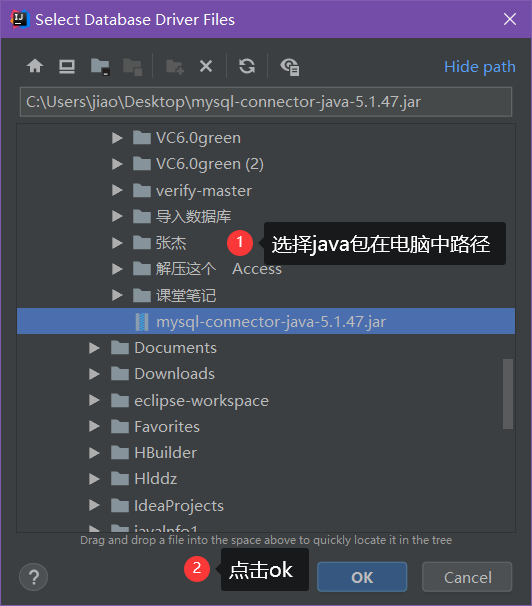 Select Database Driver Files
Hide path
C:\Users\jiao\Desktop\mysql-connector-java-5.1.47.jar
VC6.0green
VC6.0green (2)
verify-master
导入数据库
张杰
1 选择java包在电脑中路径
解压这个 Access
课堂笔记
mysql-connector-java-5.1.47.jar
Documents
Downloads
eclipse-workspace
Favorites
HBuilder
Hlddz
IdeaProjects
javaInfo1
Drag and drop a file into the space above to quickly locate it in the tree
2 点击ok
? OK Cancel